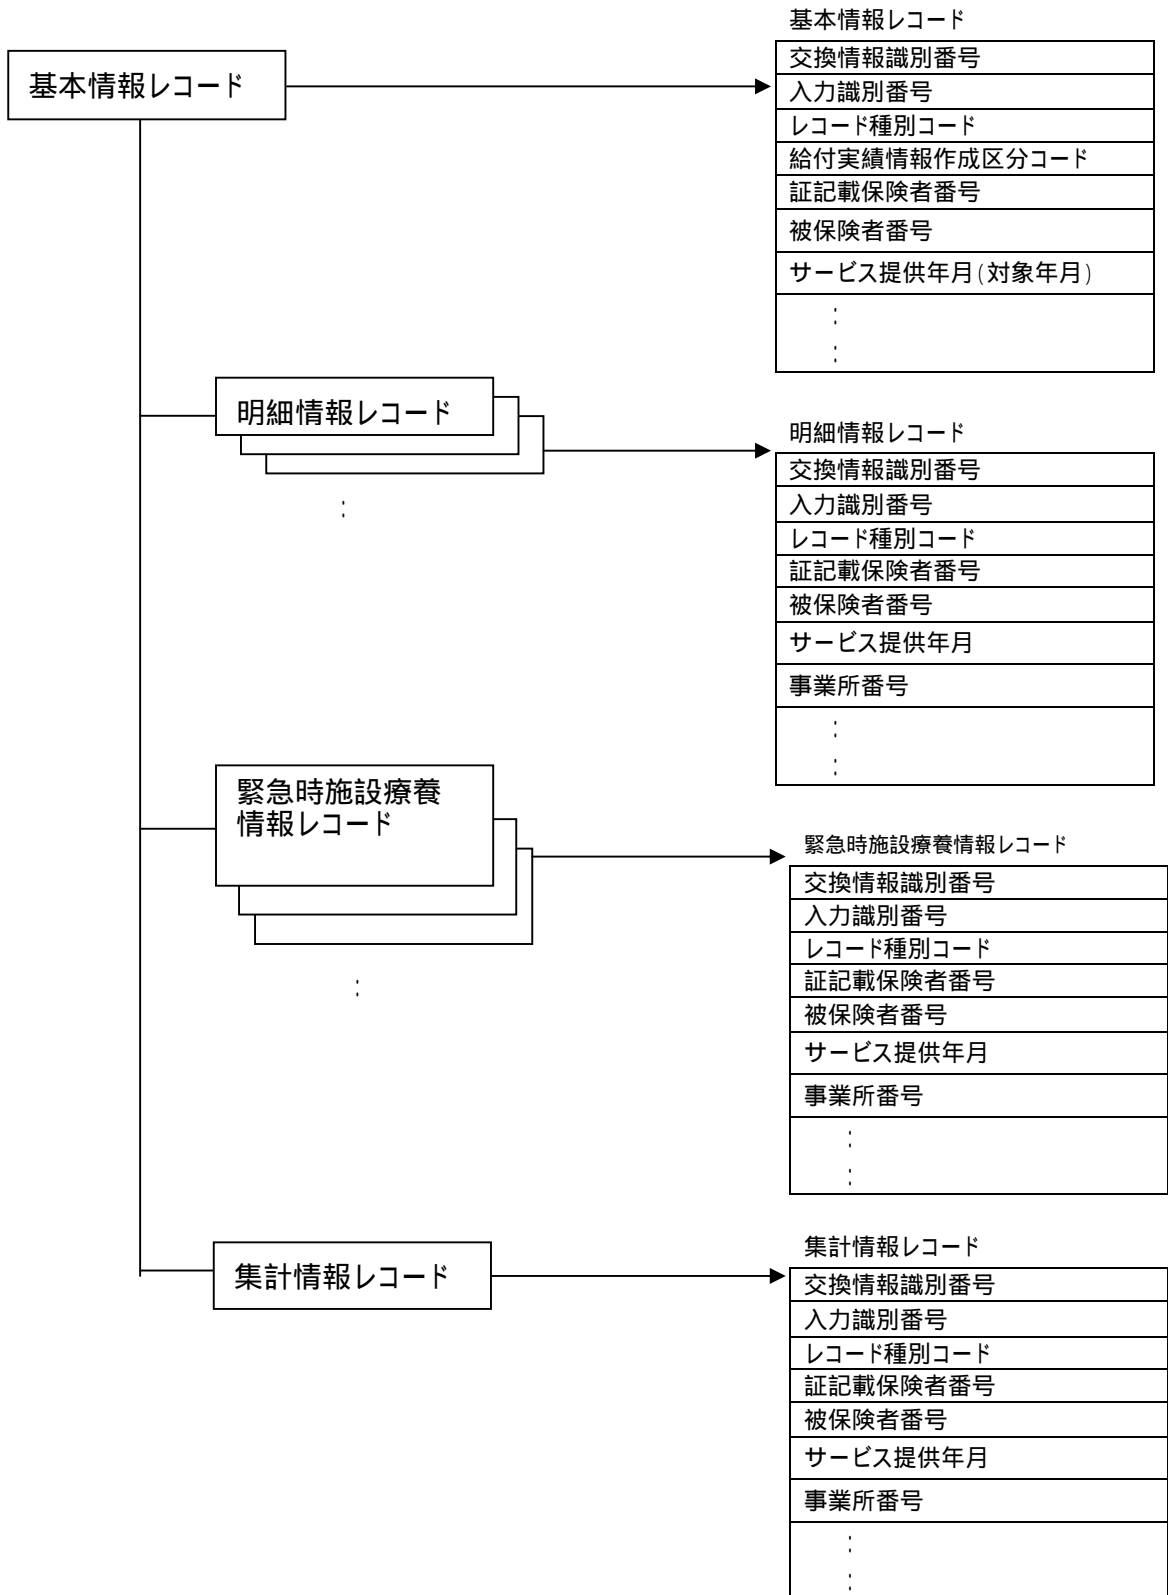 基本情報レコード
基本情報レコード
交換情報識別番号
入力識別番号
レコード種別コード
給付実績情報作成区分コード
証記載保険者番号
被保険者番号
サービス提供年月(対象年月)
:
:
明細情報レコード
:
明細情報レコード
交換情報識別番号
入力識別番号
レコード種別コード
証記載保険者番号
被保険者番号
サービス提供年月
事業所番号
:
:
緊急時施設療養
情報レコード
:
緊急時施設療養情報レコード
交換情報識別番号
入力識別番号
レコード種別コード
証記載保険者番号
被保険者番号
サービス提供年月
事業所番号
:
:
集計情報レコード
集計情報レコード
交換情報識別番号
入力識別番号
レコード種別コード
証記載保険者番号
被保険者番号
サービス提供年月
事業所番号
:
: